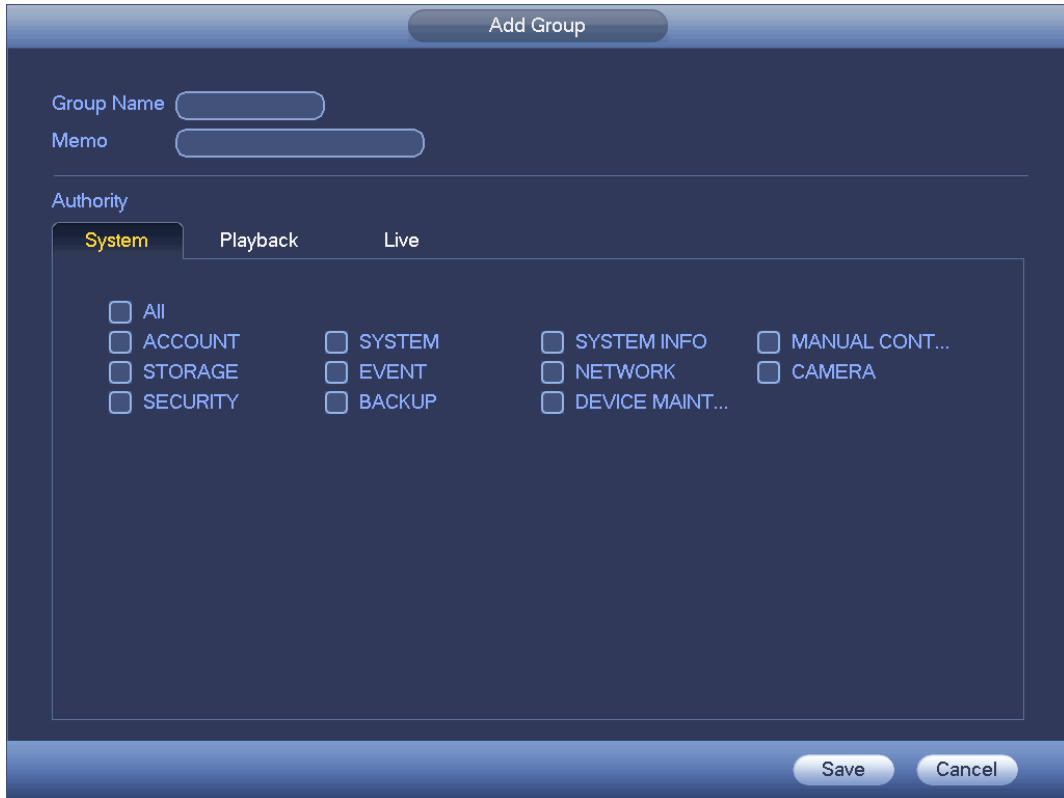 Add Group
Group Name
Memo
Authority
System Playback Live
All
ACCOUNT SYSTEM SYSTEM INFO MANUAL CONT...
STORAGE EVENT NETWORK CAMERA
SECURITY BACKUP DEVICE MAINT...
Save Cancel